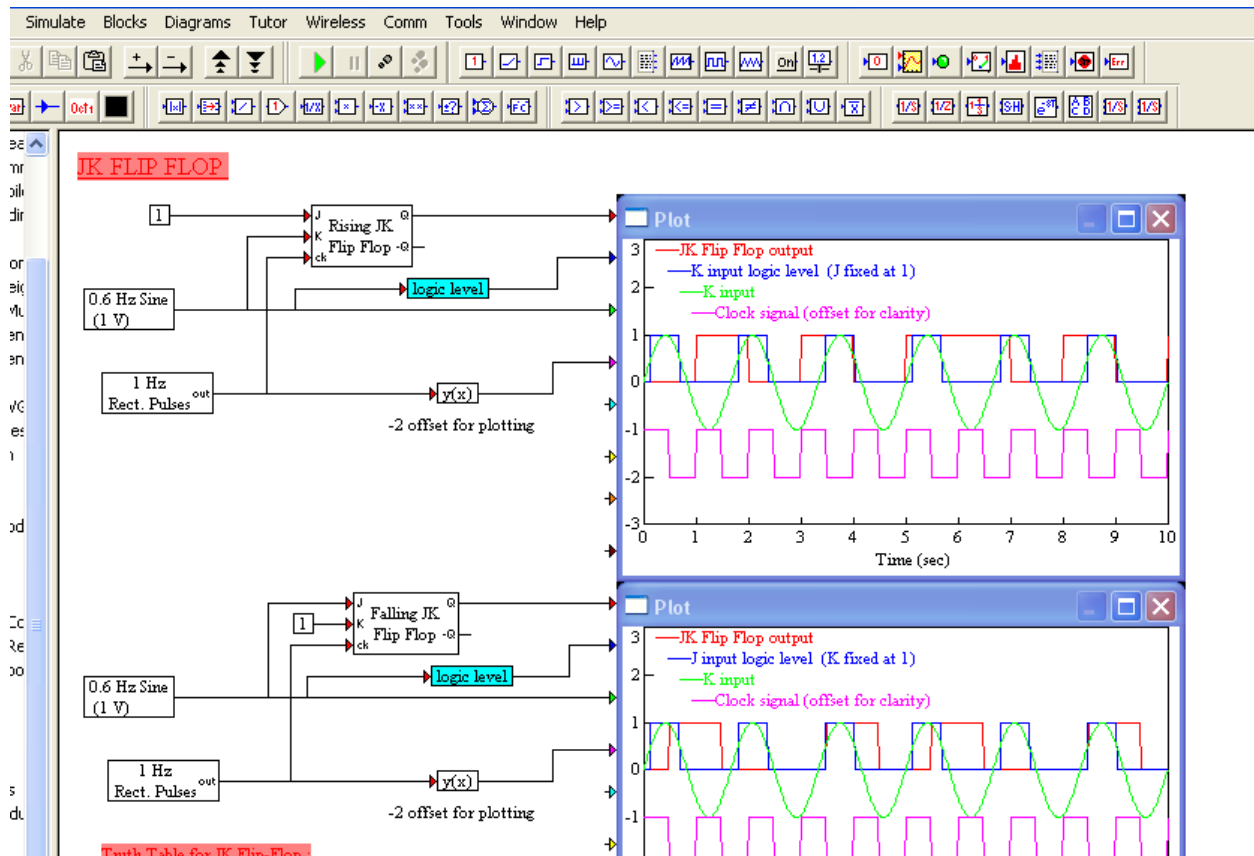 Simulate Blocks Diagrams Tutor Wireless Comm Tools Window Help
JK FLIP FLOP
1
J Q
Rising JK
K
Flip Flop -Q
ck
logic level
0.6 Hz Sine
(1 V)
1 Hz
Rect. Pulses out
y(x)
-2 offset for plotting
Plot
JK Flip Flop output
K input logic level (J fixed at 1)
K input
Clock signal (offset for clarity)
3
2
1
0
-1
-2
-3
0 1 2 3 4 5 6 7 8 9 10
Time (sec)
J Q
Falling JK
1
K
Flip Flop -Q
ck
logic level
0.6 Hz Sine
(1 V)
1 Hz
Rect. Pulses out
y(x)
-2 offset for plotting
Plot
JK Flip Flop output
J input logic level (K fixed at 1)
K input
Clock signal (offset for clarity)
3
2
1
0
-1
Truth Table for JK Flip-Flop :